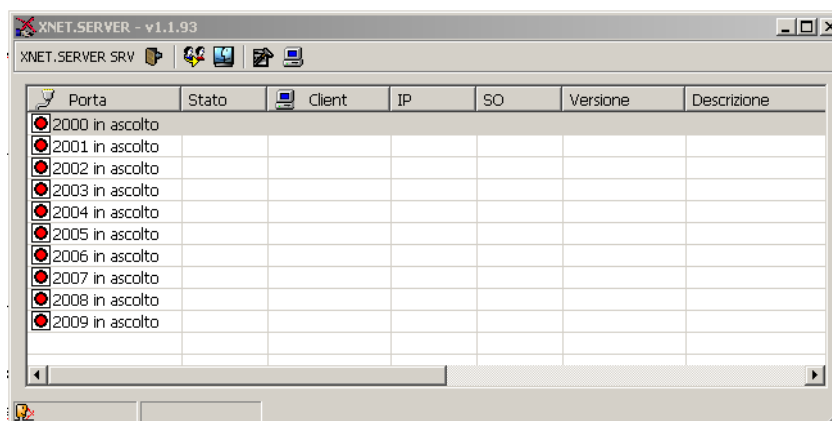 XNET.SERVER - v1.1.93
XNET.SERVER SRV
Porta Stato Client IP SO Versione Descrizione
2000 in ascolto
2001 in ascolto
2002 in ascolto
2003 in ascolto
2004 in ascolto
2005 in ascolto
2006 in ascolto
2007 in ascolto
2008 in ascolto
2009 in ascolto